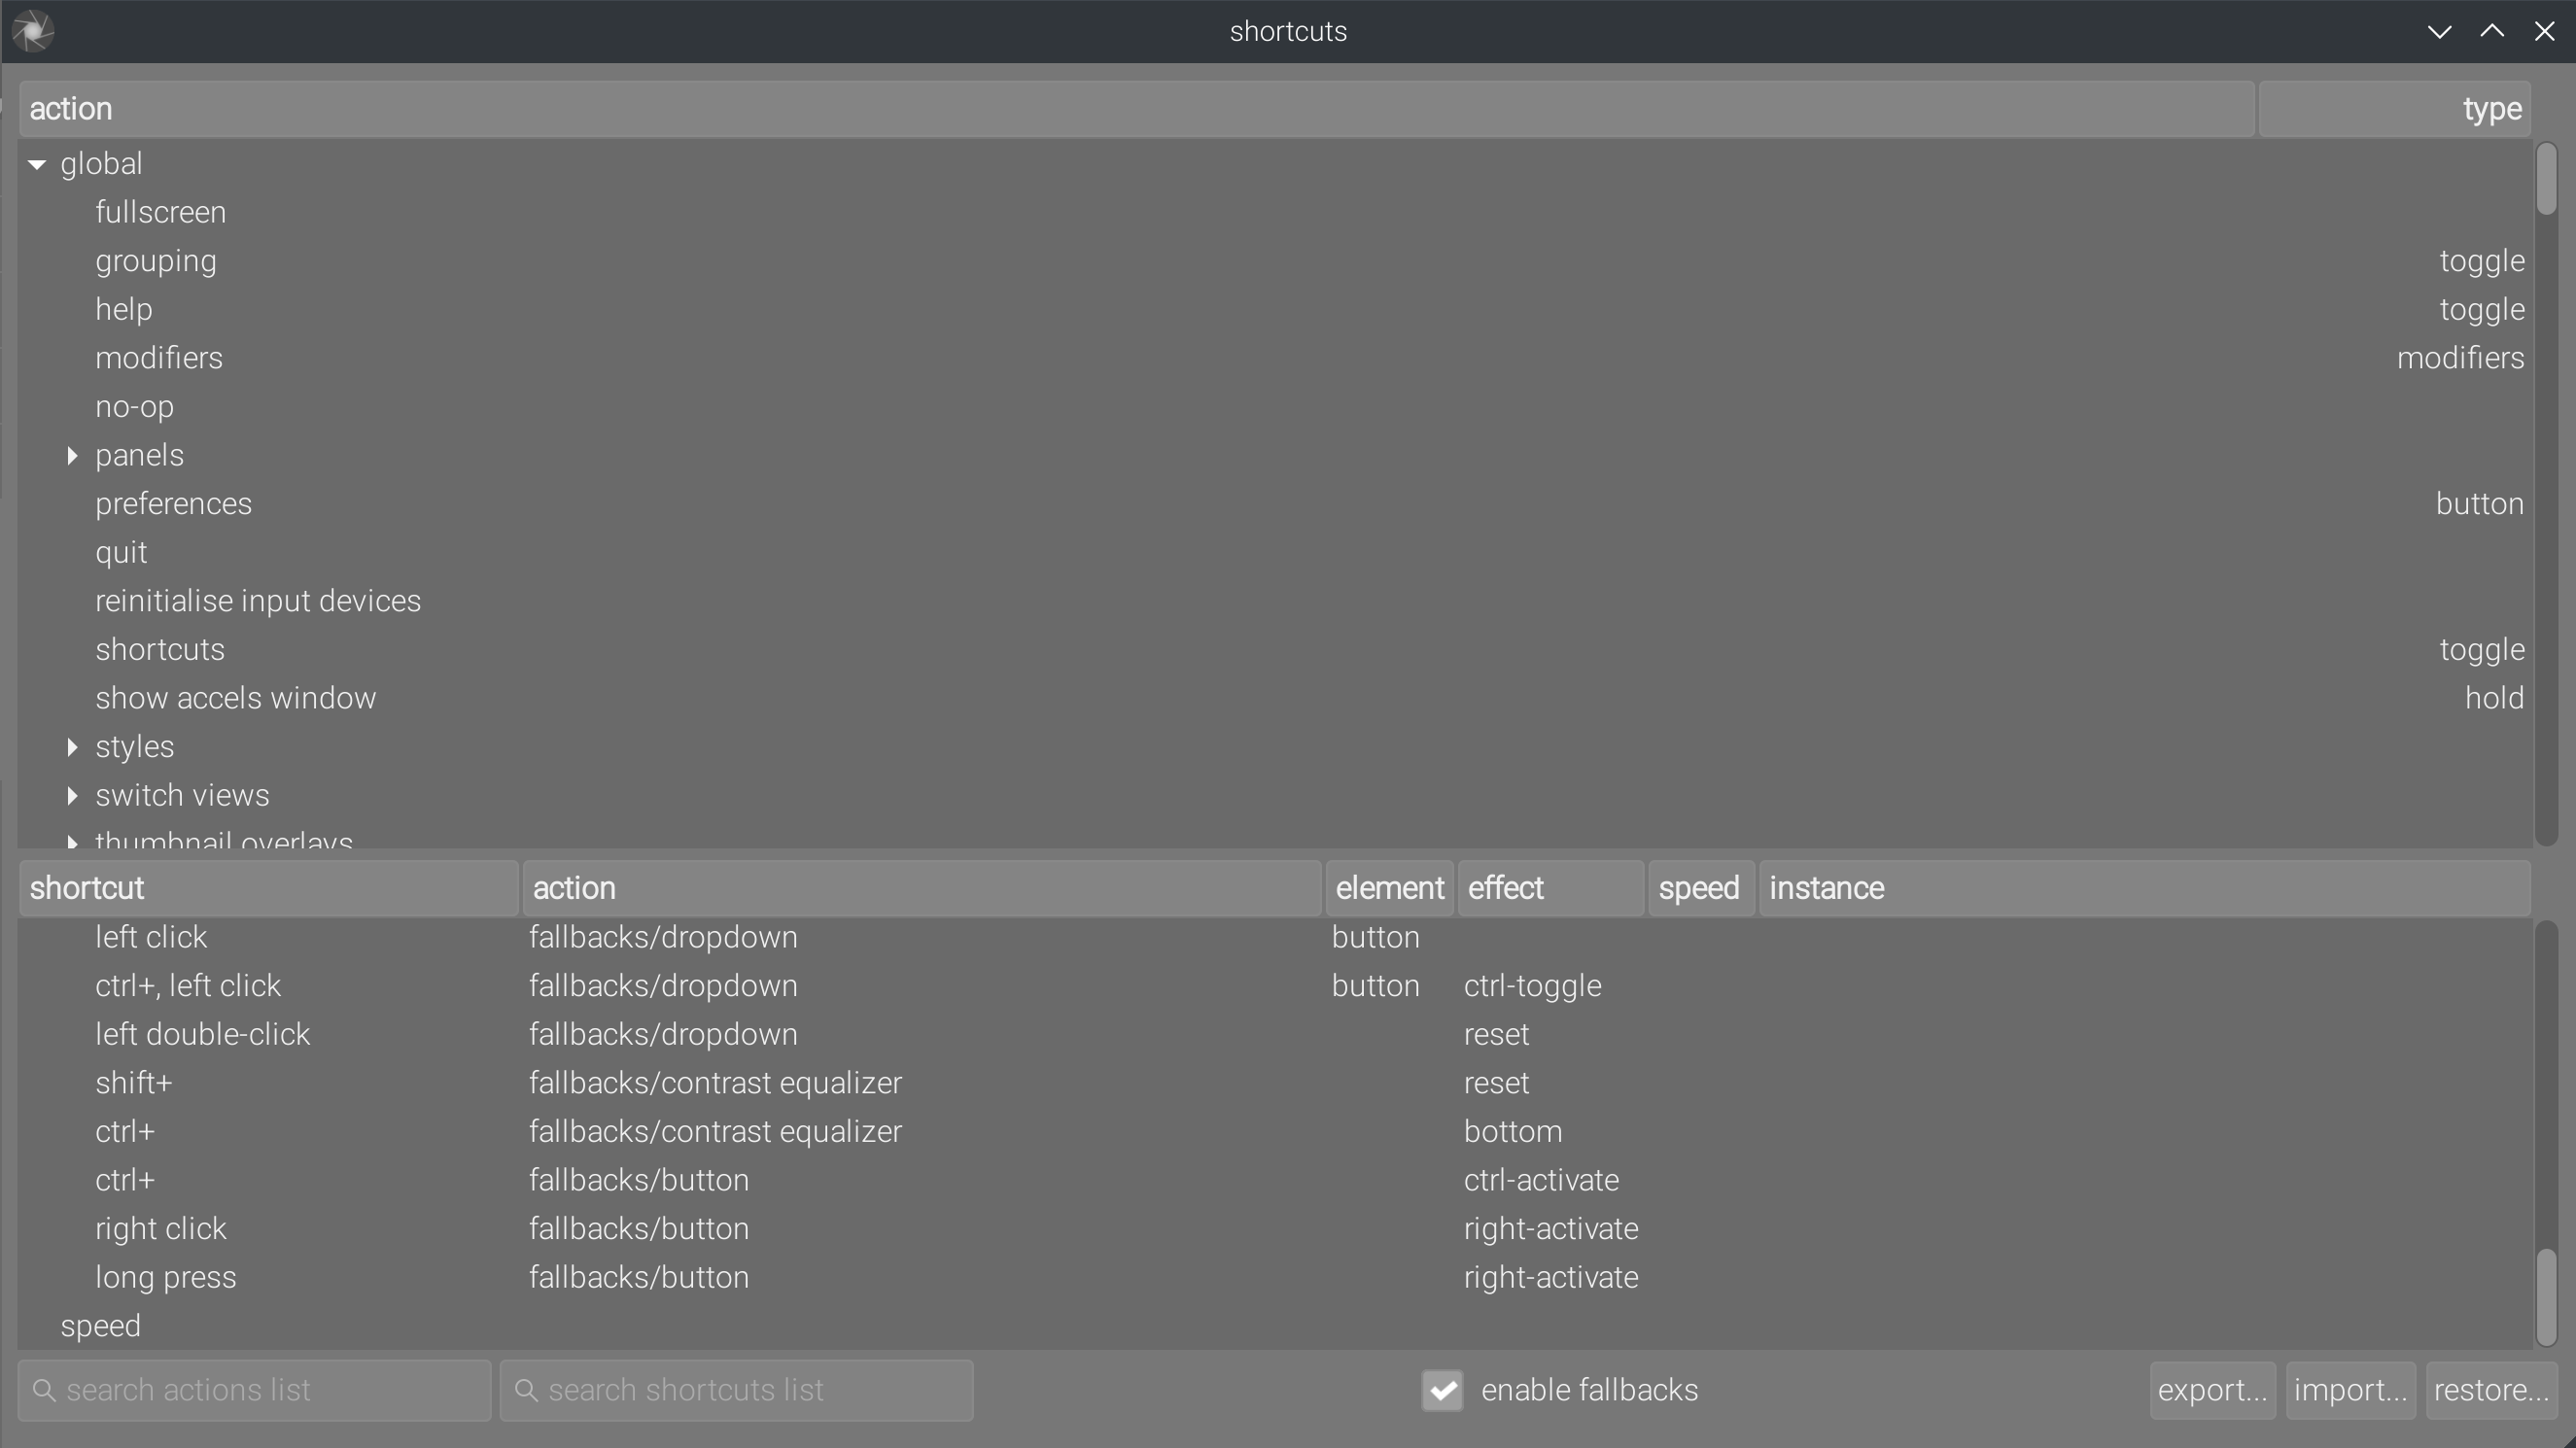 shortcuts
action type
global
fullscreen
grouping toggle
help toggle
modifiers modifiers
no-op
panels
preferences button
quit
reinitialise input devices
shortcuts toggle
show accels window hold
styles
switch views
thumbnail overlays
shortcut action element effect speed instance
left click fallbacks/dropdown button
ctrl+, left click fallbacks/dropdown button ctrl-toggle
left double-click fallbacks/dropdown reset
shift+ fallbacks/contrast equalizer reset
ctrl+ fallbacks/contrast equalizer bottom
ctrl+ fallbacks/button ctrl-activate
right click fallbacks/button right-activate
long press fallbacks/button right-activate
speed
search actions list search shortcuts list enable fallbacks export... import... restore...